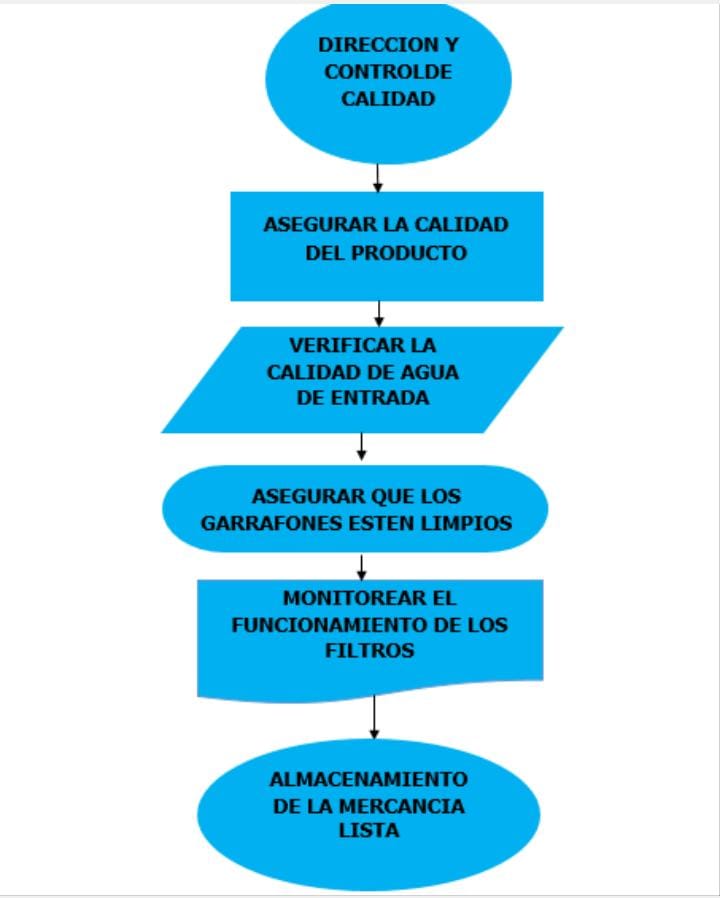 DIRECCION Y
CONTROLDE
CALIDAD
ASEGURAR LA CALIDAD
DEL PRODUCTO
VERIFICAR LA
CALIDAD DE AGUA
DE ENTRADA
ASEGURAR QUE LOS
GARRAFONES ESTEN LIMPIOS
MONITOREAR EL
FUNCIONAMIENTO DE LOS
FILTROS
ALMACENAMIENTO
DE LA MERCANCIA
LISTA